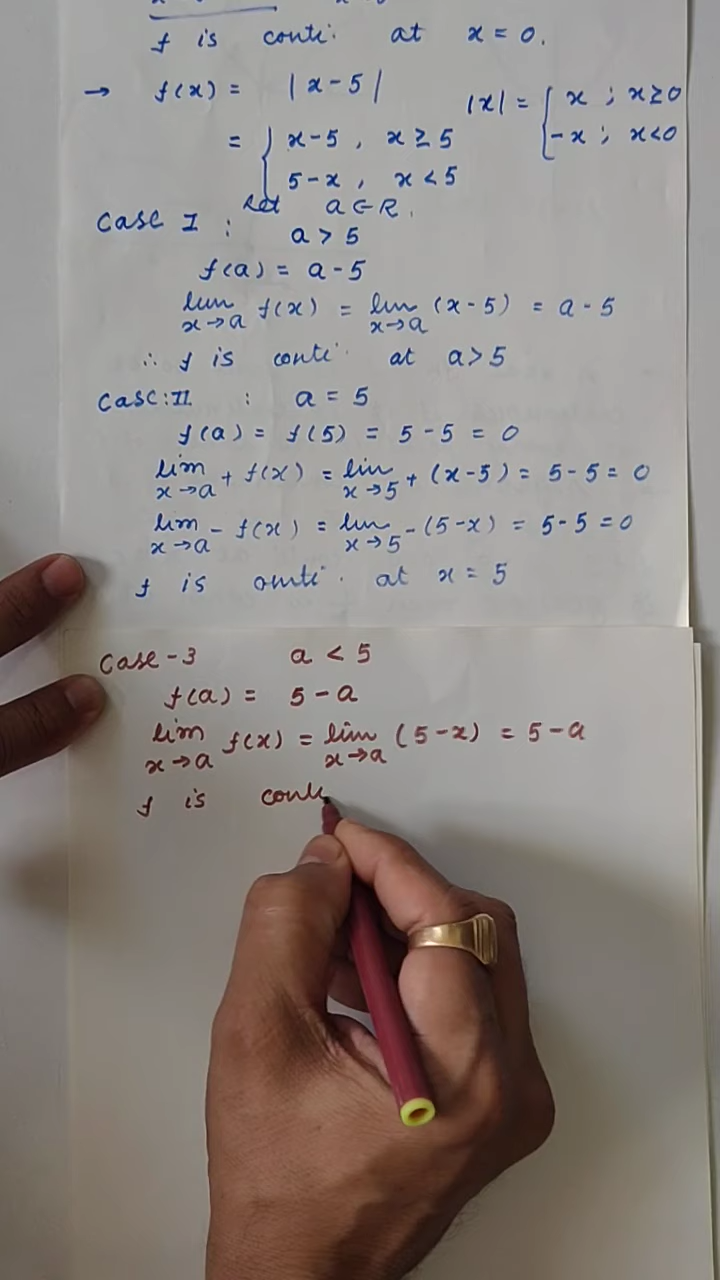 f is conti. at x = 0.
→ f(x) = |x-5| |x| = { x ; x ≥ 0
= { x-5 , x ≥ 5 -x ; x < 0
5-x , x < 5
Let a ∈ R.
Case I : a > 5
f(a) = a - 5
lim x→a f(x) = lim x→a (x-5) = a - 5
∴ f is conti. at a > 5
Case: II : a = 5
f(a) = f(5) = 5 - 5 = 0
lim x→a+ f(x) = lim x→5+ (x-5) = 5 - 5 = 0
lim x→a- f(x) = lim x→5- (5-x) = 5 - 5 = 0
f is conti. at x = 5
Case - 3 a < 5
f(a) = 5 - a
lim x→a f(x) = lim x→a (5-x) = 5 - a
f is conti